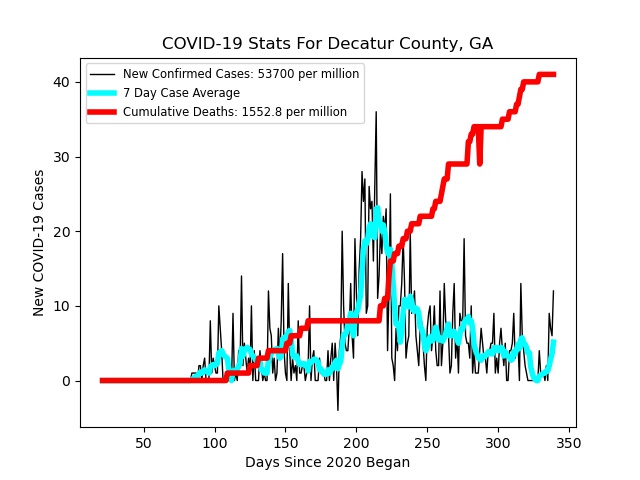 COVID-19 Stats For Decatur County, GA
New Confirmed Cases: 53700 per million
7 Day Case Average
Cumulative Deaths: 1552.8 per million
New COVID-19 Cases
40
30
20
10
0
50 100 150 200 250 300 350
Days Since 2020 Began